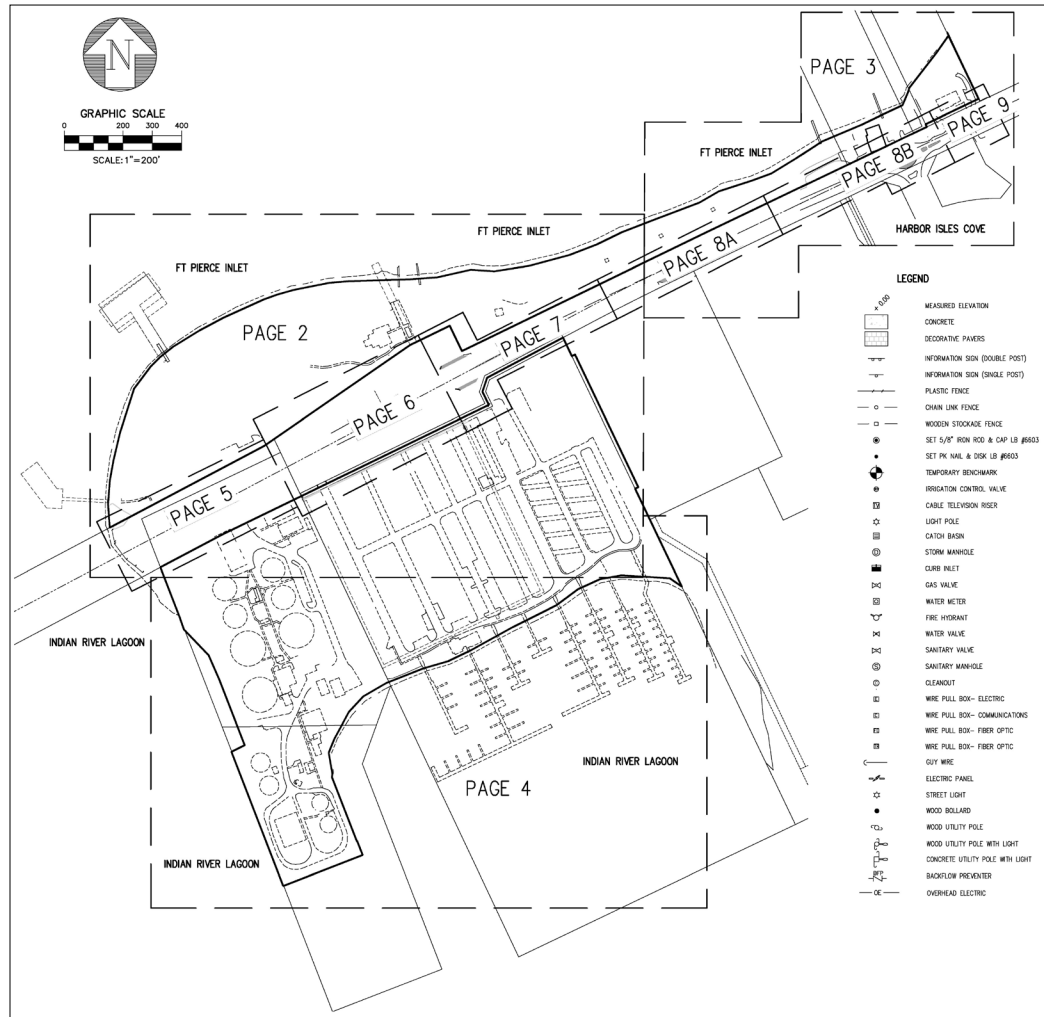 N
GRAPHIC SCALE
0 200 300 400
SCALE: 1"=200'
PAGE 3
PAGE 9
FT PIERCE INLET
PAGE 8B
HARBOR ISLES COVE
FT PIERCE INLET
PAGE 8A
FT PIERCE INLET
PAGE 2
PAGE 7
PAGE 6
PAGE 5
INDIAN RIVER LAGOON
INDIAN RIVER LAGOON
PAGE 4
INDIAN RIVER LAGOON
LEGEND
x 0.00 MEASURED ELEVATION
CONCRETE
DECORATIVE PAVERS
INFORMATION SIGN (DOUBLE POST)
INFORMATION SIGN (SINGLE POST)
PLASTIC FENCE
CHAIN LINK FENCE
WOODEN STOCKADE FENCE
SET 5/8" IRON ROD & CAP LB #6603
SET PK NAIL & DISK LB #6603
TEMPORARY BENCHMARK
IRRIGATION CONTROL VALVE
CABLE TELEVISION RISER
LIGHT POLE
CATCH BASIN
STORM MANHOLE
CURB INLET
GAS VALVE
WATER METER
FIRE HYDRANT
WATER VALVE
SANITARY VALVE
S SANITARY MANHOLE
CLEANOUT
WIRE PULL BOX- ELECTRIC
WIRE PULL BOX- COMMUNICATIONS
WIRE PULL BOX- FIBER OPTIC
WIRE PULL BOX- FIBER OPTIC
GUY WIRE
ELECTRIC PANEL
STREET LIGHT
WOOD BOLLARD
WOOD UTILITY POLE
WOOD UTILITY POLE WITH LIGHT
CONCRETE UTILITY POLE WITH LIGHT
BFP BACKFLOW PREVENTER
OE OVERHEAD ELECTRIC